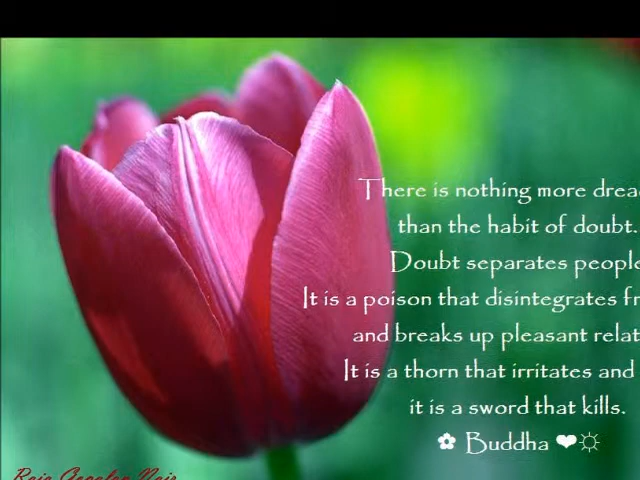 There is nothing more drea
than the habit of doubt.
Doubt separates people
It is a poison that disintegrates fr
and breaks up pleasant relat
It is a thorn that irritates and
it is a sword that kills.
✿ Buddha ❤☼